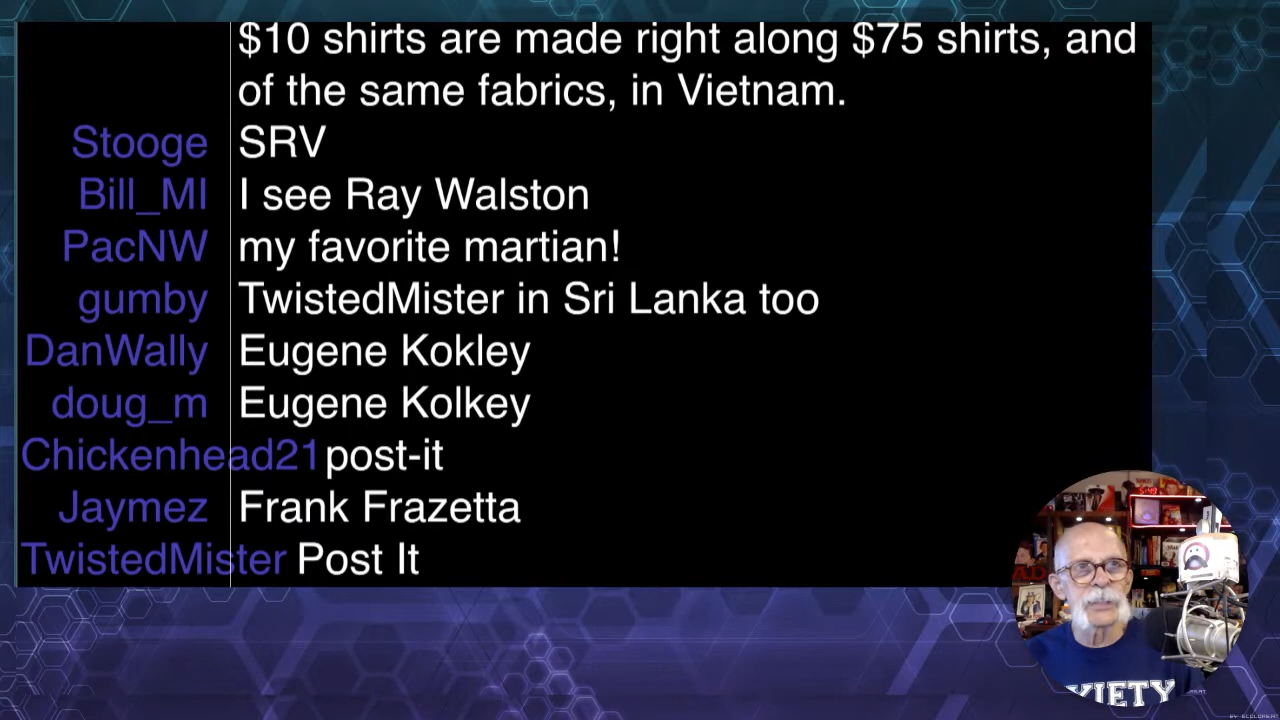 $10 shirts are made right along $75 shirts, and
of the same fabrics, in Vietnam.
Stooge SRV
Bill_MI I see Ray Walston
PacNW my favorite martian!
gumby TwistedMister in Sri Lanka too
DanWally Eugene Kokley
doug_m Eugene Kolkey
Chickenhead21 post-it
Jaymez Frank Frazetta
TwistedMister Post It
XIETY